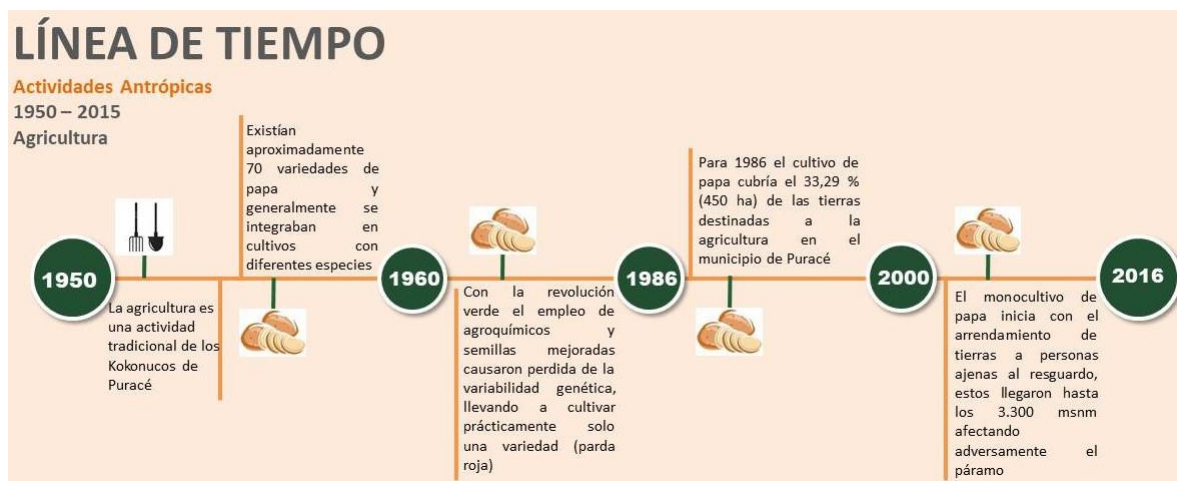 LÍNEA DE TIEMPO
Actividades Antrópicas
1950 – 2015
Agricultura
1950
La agricultura es
una actividad
tradicional de los
Kokonucos de
Puracé
Existían
aproximadamente
70 variedades de
papa y
generalmente se
integraban en
cultivos con
diferentes especies
1960
Con la revolución
verde el empleo de
agroquímicos y
semillas mejoradas
causaron perdida de la
variabilidad genética,
llevando a cultivar
prácticamente solo
una variedad (parda
roja)
1986
Para 1986 el cultivo de
papa cubría el 33,29 %
(450 ha) de las tierras
destinadas a la
agricultura en el
municipio de Puracé
2000
El monocultivo de
papa inicia con el
arrendamiento de
tierras a personas
ajenas al resguardo,
estos llegaron hasta
los 3.300 msnm
afectando
adversamente el
páramo
2016